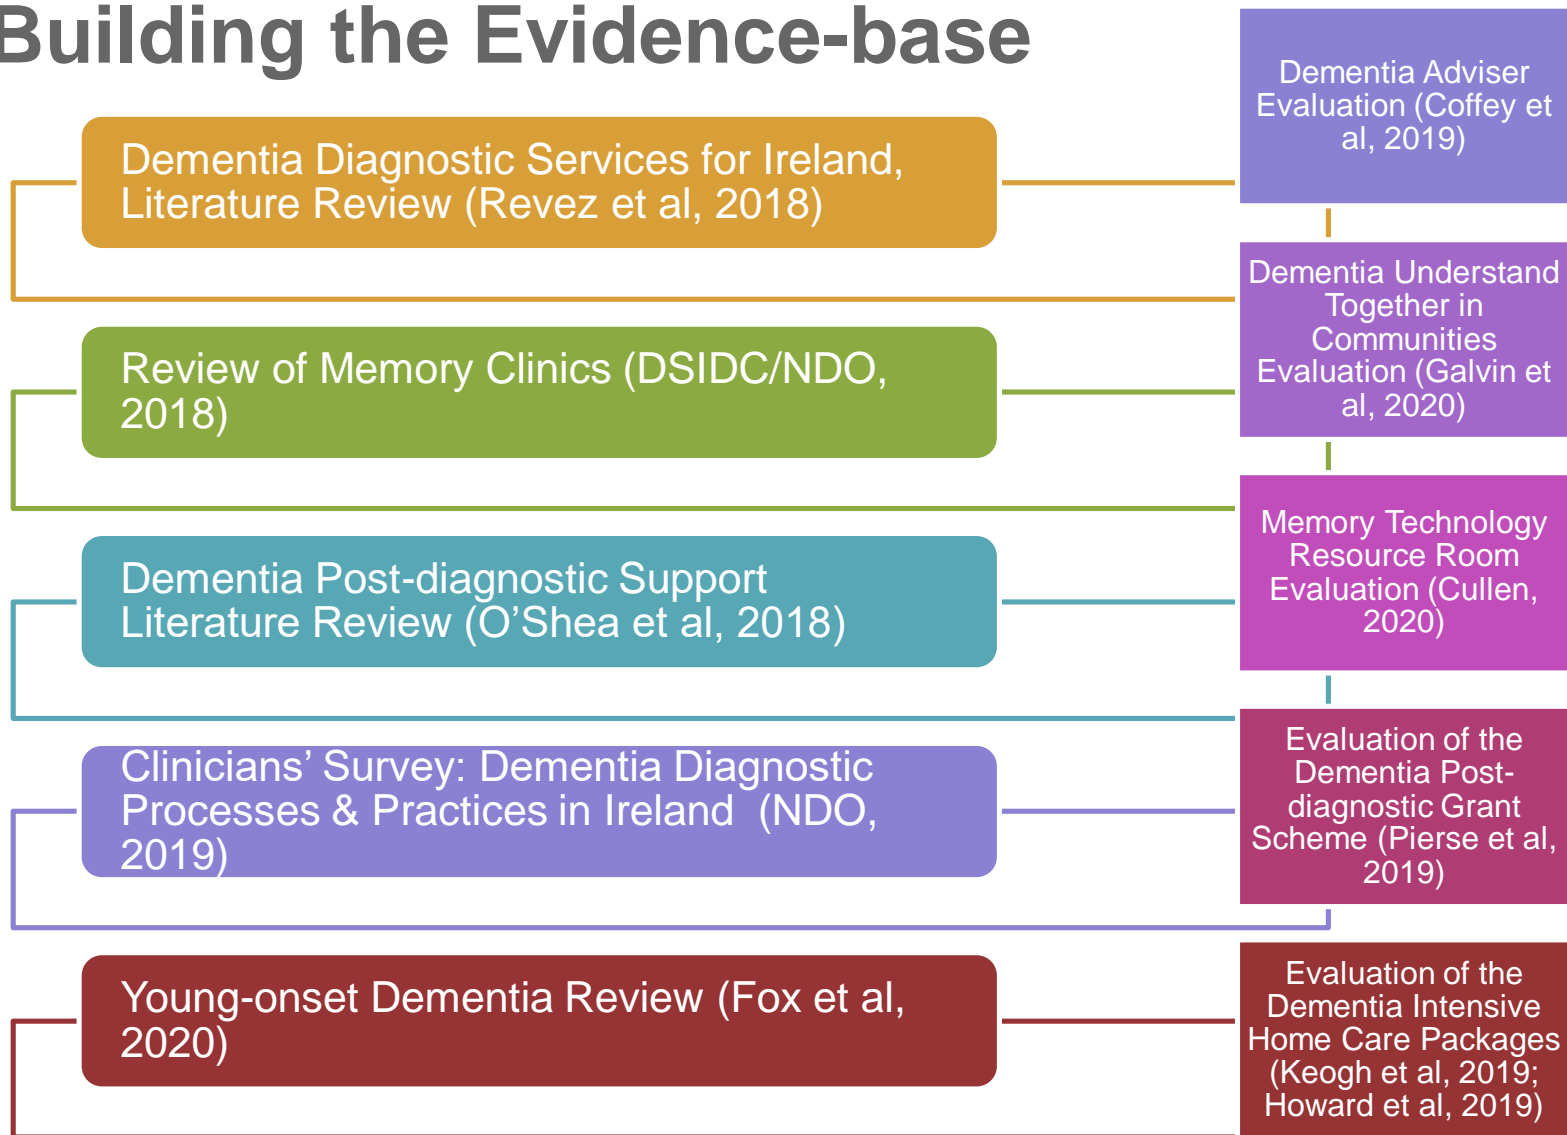 Building the Evidence-base
Dementia Diagnostic Services for Ireland,
Literature Review (Revez et al, 2018)
Review of Memory Clinics (DSIDC/NDO,
2018)
Dementia Post-diagnostic Support
Literature Review (O’Shea et al, 2018)
Clinicians’ Survey: Dementia Diagnostic
Processes & Practices in Ireland  (NDO,
2019)
Young-onset Dementia Review (Fox et al,
2020)
Dementia Adviser
Evaluation (Coffey et
al, 2019)
Dementia Understand
Together in
Communities
Evaluation (Galvin et
al, 2020)
Memory Technology
Resource Room
Evaluation (Cullen,
2020)
Evaluation of the
Dementia Post-
diagnostic Grant
Scheme (Pierse et al,
2019)
Evaluation of the
Dementia Intensive
Home Care Packages
(Keogh et al, 2019;
Howard et al, 2019)